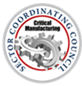 SECTOR COORDINATING COUNCIL
Critical
Manufacturing